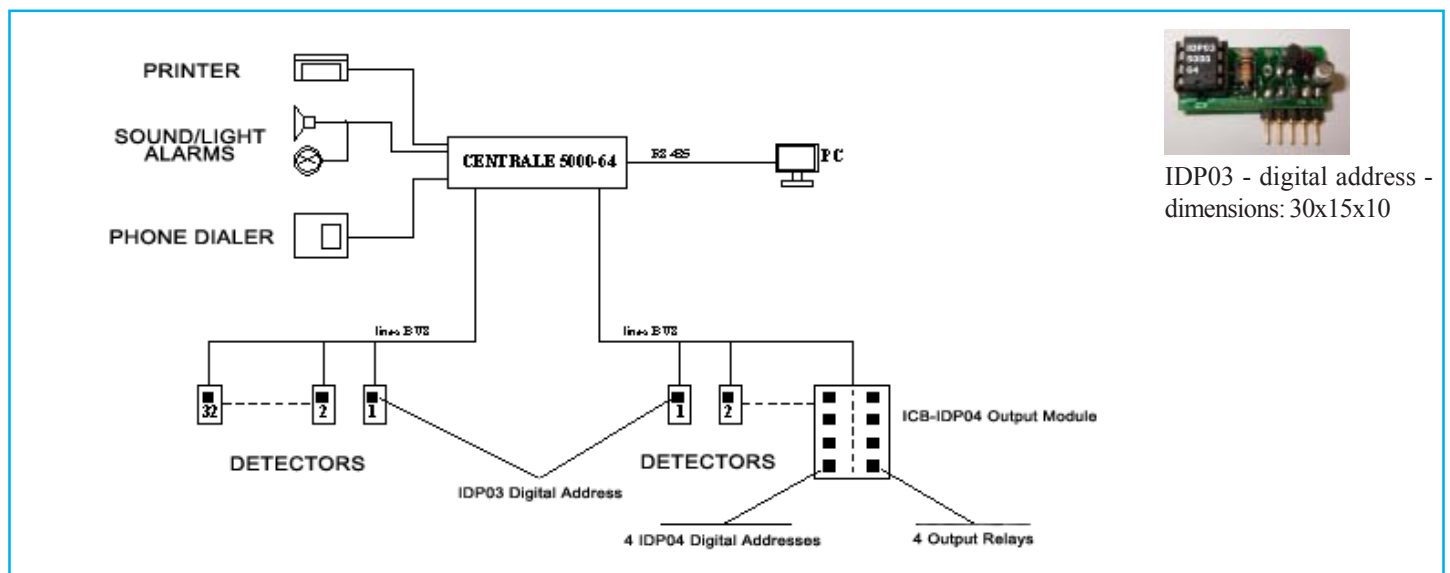 PRINTER
SOUND/LIGHT
ALARMS
PHONE DIALER
CENTRALE 5000-64
RS 485
PC
lines BUS
lines BUS
32
2
1
1
2
DETECTORS
DETECTORS
IDP03 Digital Address
ICB-IDP04 Output Module
4 IDP04 Digital Addresses
4 Output Relays
IDP03
64
IDP03 - digital address -
dimensions: 30x15x10